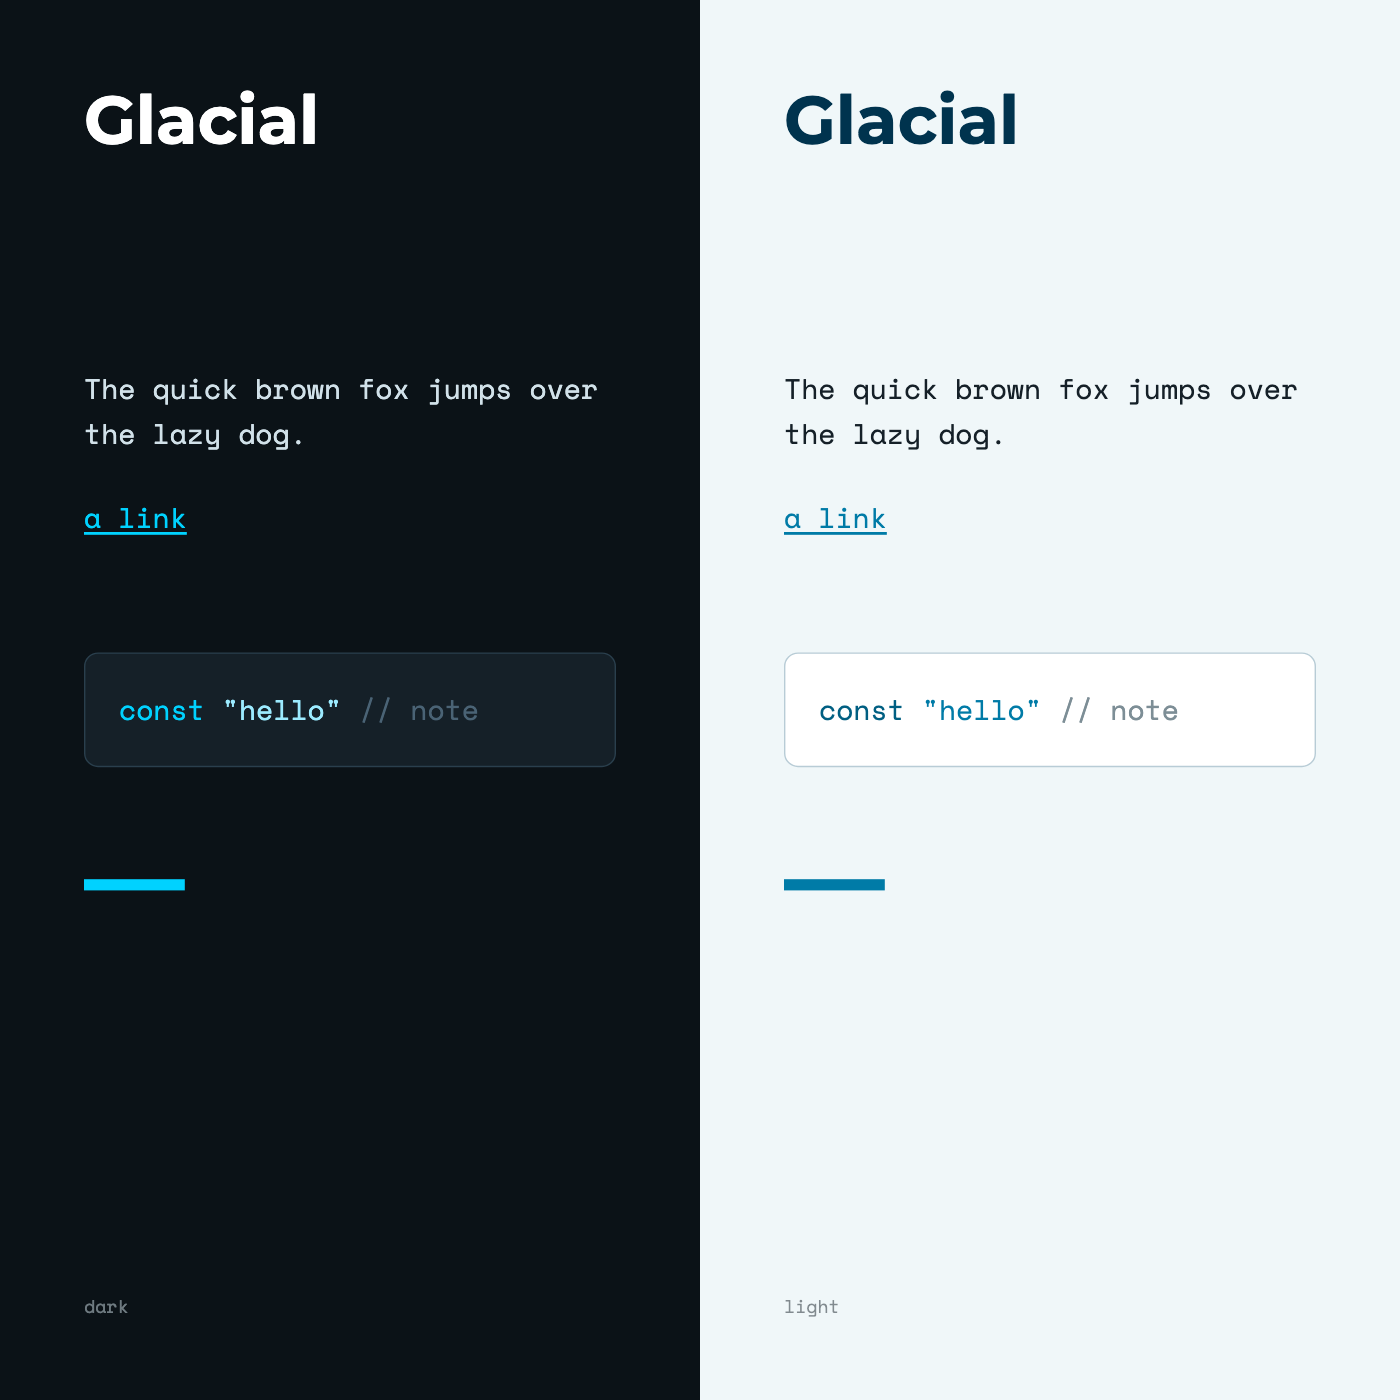 Glacial
The quick brown fox jumps over
the lazy dog.
a link
const "hello" // note
dark
Glacial
The quick brown fox jumps over
the lazy dog.
a link
const "hello" // note
light